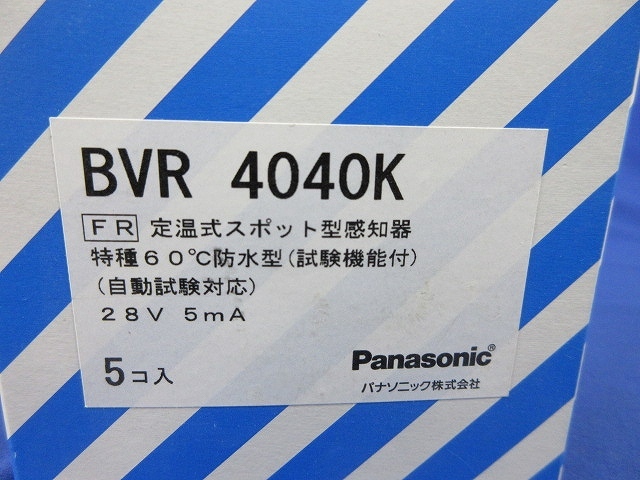 BVR 4040K
FR 定温式スポット型感知器
特種60℃防水型(試験機能付)
(自動試験対応)
28V 5mA
5コ入
Panasonic®
パナソニック株式会社